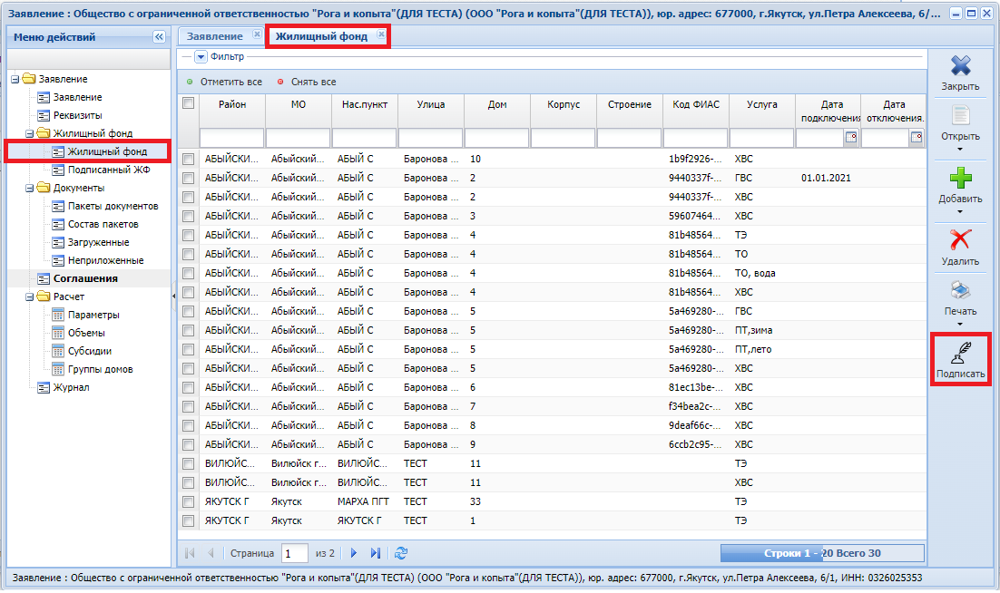 Заявление : Общество с ограниченной ответственностью "Рога и копыта"(ДЛЯ ТЕСТА) (ООО "Рога и копыта"(ДЛЯ ТЕСТА)), юр. адрес: 677000, г.Якутск, ул.Петра Алексеева, 6/...
Меню действий
Заявление
Заявление
Реквизиты
Жилищный фонд
Жилищный фонд
Подписанный ЖФ
Документы
Пакеты документов
Состав пакетов
Загруженные
Неприложенные
Соглашения
Расчет
Параметры
Объемы
Субсидии
Группы домов
Журнал
Заявление Жилищный фонд
Фильтр
Отметить все Снять все
Район МО Нас.пункт Улица Дом Корпус Строение Код ФИАС Услуга Дата подключения Дата отключения.
АБЫЙСКИ... Абыйский... АБЫЙ С Баронова ... 10 1b9f2926-... ХВС
АБЫЙСКИ... Абыйский... АБЫЙ С Баронова ... 2 9440337f-... ГВС 01.01.2021
АБЫЙСКИ... Абыйский... АБЫЙ С Баронова ... 2 9440337f-... ХВС
АБЫЙСКИ... Абыйский... АБЫЙ С Баронова ... 3 59607464... ХВС
АБЫЙСКИ... Абыйский... АБЫЙ С Баронова ... 4 81b48564... ТЭ
АБЫЙСКИ... Абыйский... АБЫЙ С Баронова ... 4 81b48564... ТО
АБЫЙСКИ... Абыйский... АБЫЙ С Баронова ... 4 81b48564... ТО, вода
АБЫЙСКИ... Абыйский... АБЫЙ С Баронова ... 4 81b48564... ХВС
АБЫЙСКИ... Абыйский... АБЫЙ С Баронова ... 5 5a469280-... ГВС
АБЫЙСКИ... Абыйский... АБЫЙ С Баронова ... 5 5a469280-... ПТ,зима
АБЫЙСКИ... Абыйский... АБЫЙ С Баронова ... 5 5a469280-... ПТ,лето
АБЫЙСКИ... Абыйский... АБЫЙ С Баронова ... 5 5a469280-... ХВС
АБЫЙСКИ... Абыйский... АБЫЙ С Баронова ... 6 81ec13be-... ХВС
АБЫЙСКИ... Абыйский... АБЫЙ С Баронова ... 7 f34bea2c-... ХВС
АБЫЙСКИ... Абыйский... АБЫЙ С Баронова ... 8 9deaf66c-... ХВС
АБЫЙСКИ... Абыйский... АБЫЙ С Баронова ... 9 6ccb2c95-... ХВС
ВИЛЮЙС... Вилюйск г... ВИЛЮЙС... ТЕСТ 11 ТЭ
ВИЛЮЙС... Вилюйск г... ВИЛЮЙС... ТЕСТ 11 ХВС
ЯКУТСК Г Якутск МАРХА ПГТ ТЕСТ 33 ТЭ
ЯКУТСК Г Якутск ЯКУТСК Г ТЕСТ 1 ТЭ
Страница 1 из 2 Строки 1 - 20 Всего 30
Закрыть
Открыть
Добавить
Удалить
Печать
Подписать
Заявление : Общество с ограниченной ответственностью "Рога и копыта"(ДЛЯ ТЕСТА) (ООО "Рога и копыта"(ДЛЯ ТЕСТА)), юр. адрес: 677000, г.Якутск, ул.Петра Алексеева, 6/1, ИНН: 0326025353